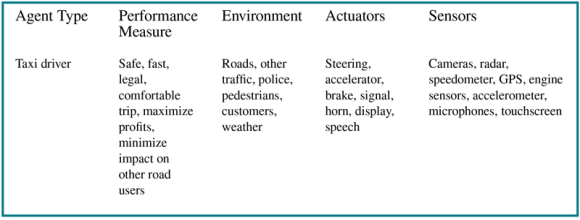 Agent Type Performance Measure Environment Actuators Sensors
Taxi driver Safe, fast, Roads, other Steering, Cameras, radar,
legal, traffic, police, accelerator, speedometer, GPS, engine
comfortable pedestrians, brake, signal, sensors, accelerometer,
trip, maximize customers, horn, display, microphones, touchscreen
profits, weather speech
minimize
impact on
other road
users